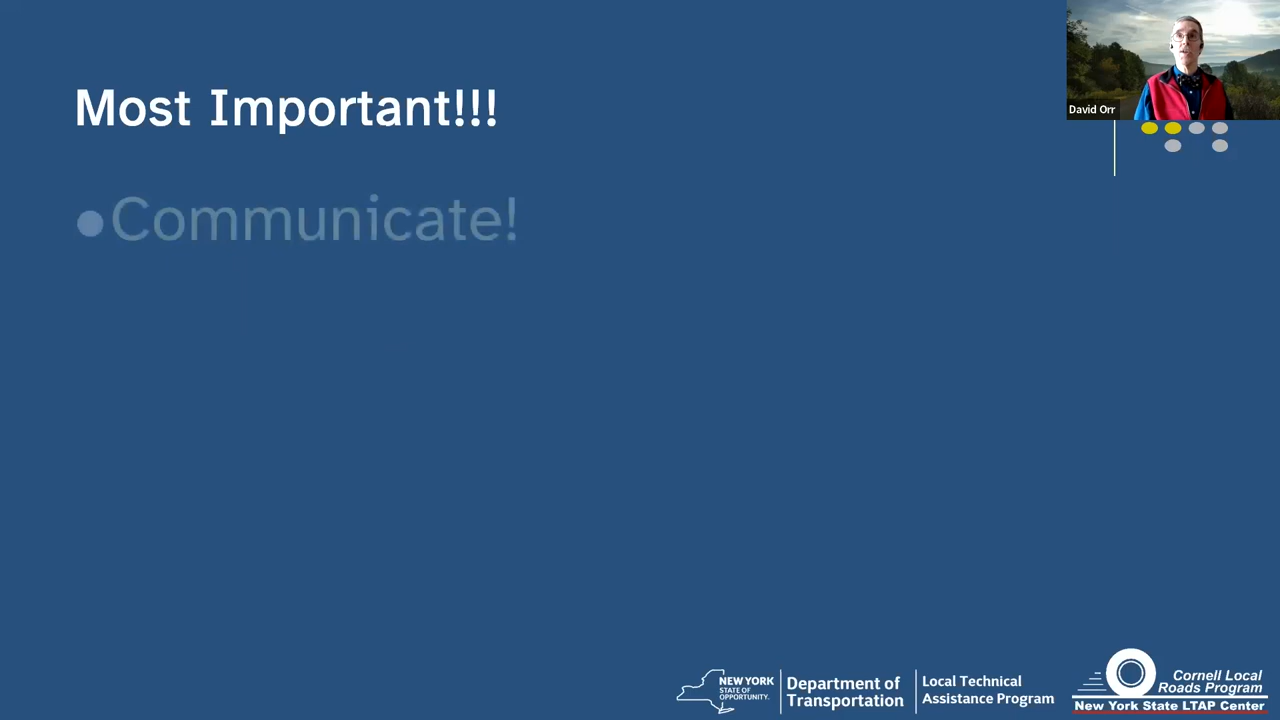 David Orr
Most Important!!!
Communicate!
NEW YORK
STATE OF
OPPORTUNITY.
Department of
Transportation
Local Technical
Assistance Program
Cornell Local
Roads Program
New York State LTAP Center